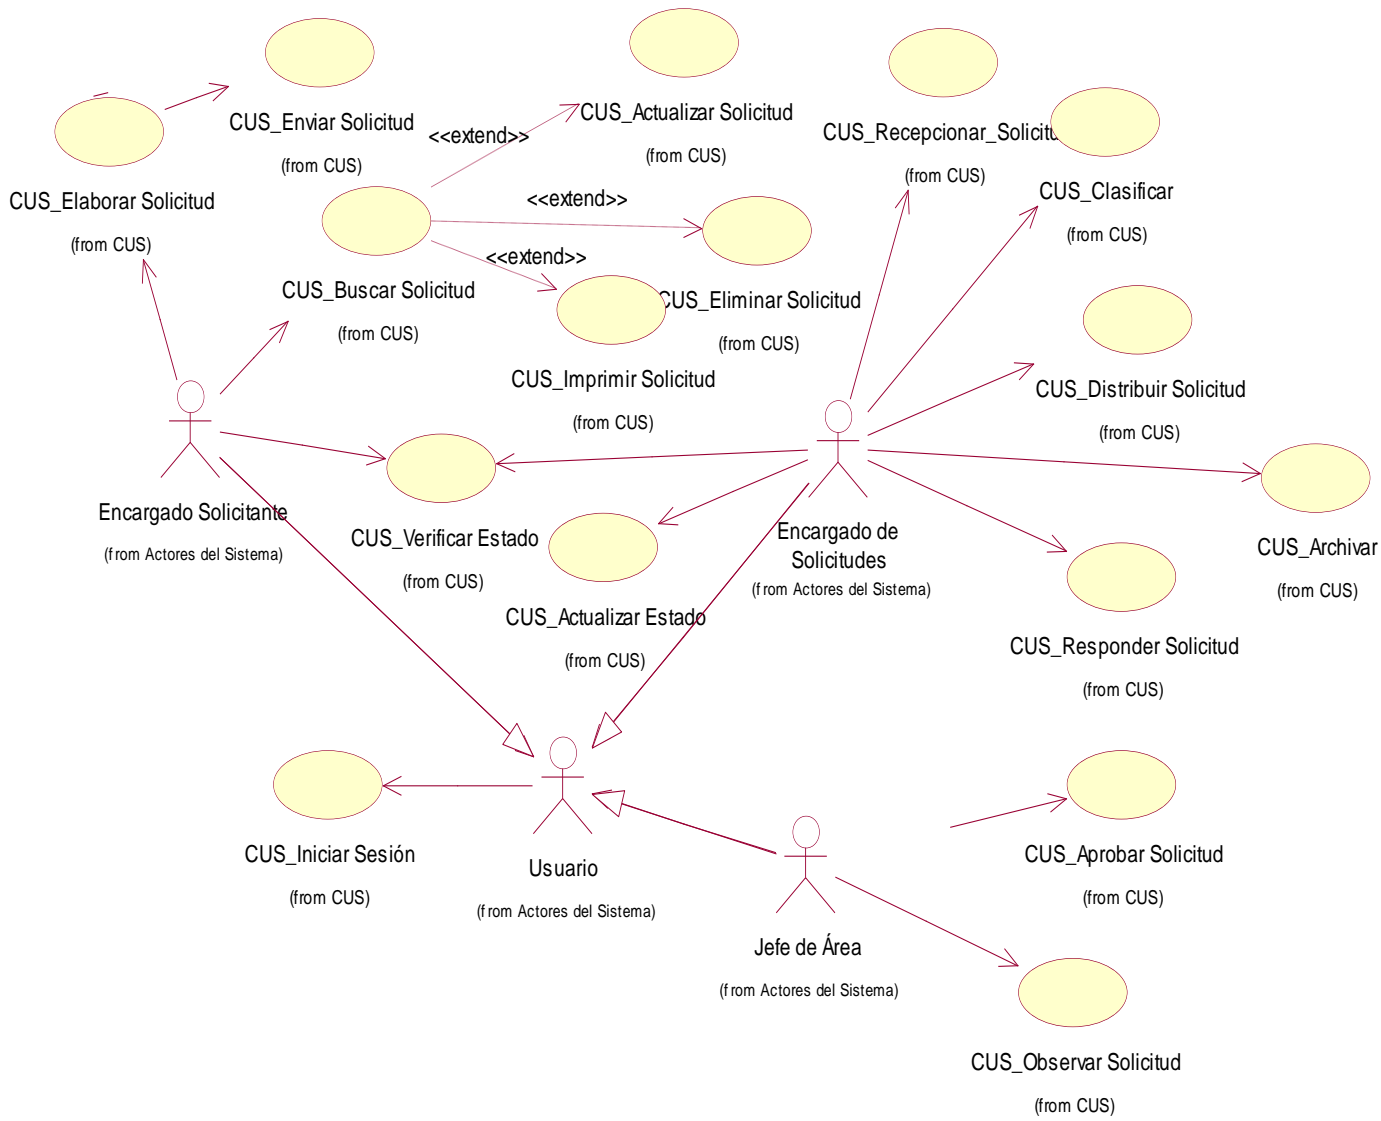 CUS_Enviar Solicitud
(from CUS)
CUS_Actualizar Solicitud
(from CUS)
CUS_Recepcionar_Solicitu
(from CUS)
<<extend>>
CUS_Elaborar Solicitud
(from CUS)
CUS_Clasificar
(from CUS)
<<extend>>
<<extend>>
CUS_Buscar Solicitud
(from CUS)
CUS_Eliminar Solicitud
(from CUS)
CUS_Imprimir Solicitud
(from CUS)
CUS_Distribuir Solicitud
(from CUS)
Encargado Solicitante
(from Actores del Sistema)
CUS_Verificar Estado
(from CUS)
Encargado de
Solicitudes
(from Actores del Sistema)
CUS_Archivar
(from CUS)
CUS_Actualizar Estado
(from CUS)
CUS_Responder Solicitud
(from CUS)
CUS_Iniciar Sesión
(from CUS)
Usuario
(from Actores del Sistema)
CUS_Aprobar Solicitud
(from CUS)
Jefe de Área
(from Actores del Sistema)
CUS_Observar Solicitud
(from CUS)